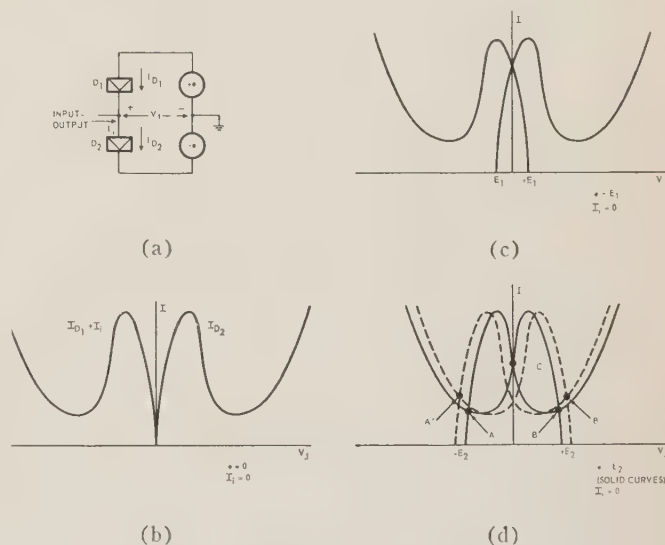 D1
ID1
+e
INPUT-
OUTPUT
+ V1 -
Ii
D2
ID2
+e
(a)
I
E1
+E1
V
e = E1
Ii = 0
(c)
ID1 + Ii
I
ID2
VJ
e = 0
Ii = 0
(b)
I
C
A'
A
B
B
-E2
+E2
V
E2
(SOLID CURVES)
Ii = 0
(d)